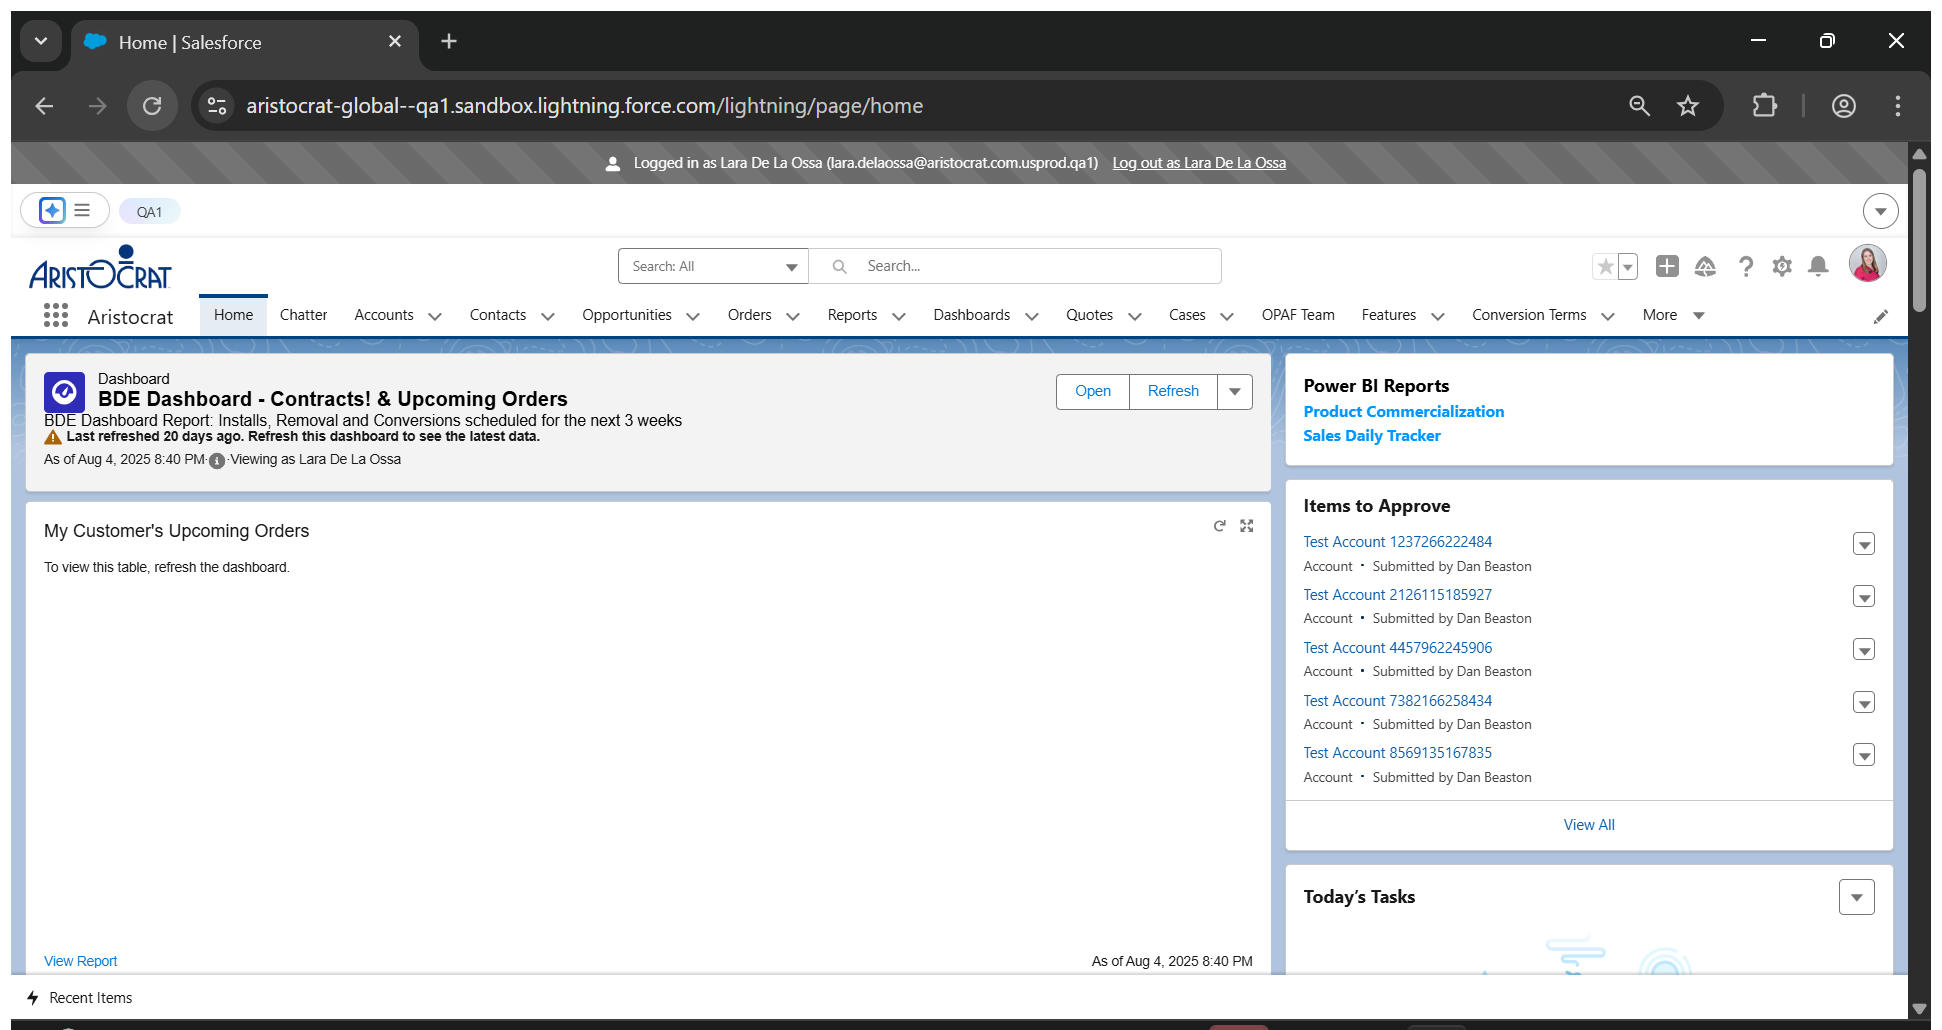 Home | Salesforce
aristocrat-global--qa1.sandbox.lightning.force.com/lightning/page/home
Logged in as Lara De La Ossa (lara.delaossa@aristocrat.com.usprod.qa1) Log out as Lara De La Ossa
QA1
ARISTOCRAT
Search: All
Search...
Aristocrat
Home
Chatter
Accounts
Contacts
Opportunities
Orders
Reports
Dashboards
Quotes
Cases
OPAF Team
Features
Conversion Terms
More
Dashboard
BDE Dashboard - Contracts! & Upcoming Orders
BDE Dashboard Report: Installs, Removal and Conversions scheduled for the next 3 weeks
Last refreshed 20 days ago. Refresh this dashboard to see the latest data.
As of Aug 4, 2025 8:40 PM·Viewing as Lara De La Ossa
Open
Refresh
My Customer's Upcoming Orders
To view this table, refresh the dashboard.
View Report
As of Aug 4, 2025 8:40 PM
Power BI Reports
Product Commercialization
Sales Daily Tracker
Items to Approve
Test Account 1237266222484
Account • Submitted by Dan Beaston
Test Account 2126115185927
Account • Submitted by Dan Beaston
Test Account 4457962245906
Account • Submitted by Dan Beaston
Test Account 7382166258434
Account • Submitted by Dan Beaston
Test Account 8569135167835
Account • Submitted by Dan Beaston
View All
Today’s Tasks
Recent Items